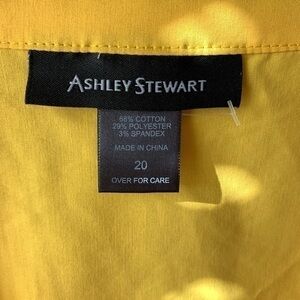 ASHLEY STEWART
68% COTTON
29% POLYESTER
3% SPANDEX
MADE IN CHINA
20
OVER FOR CARE